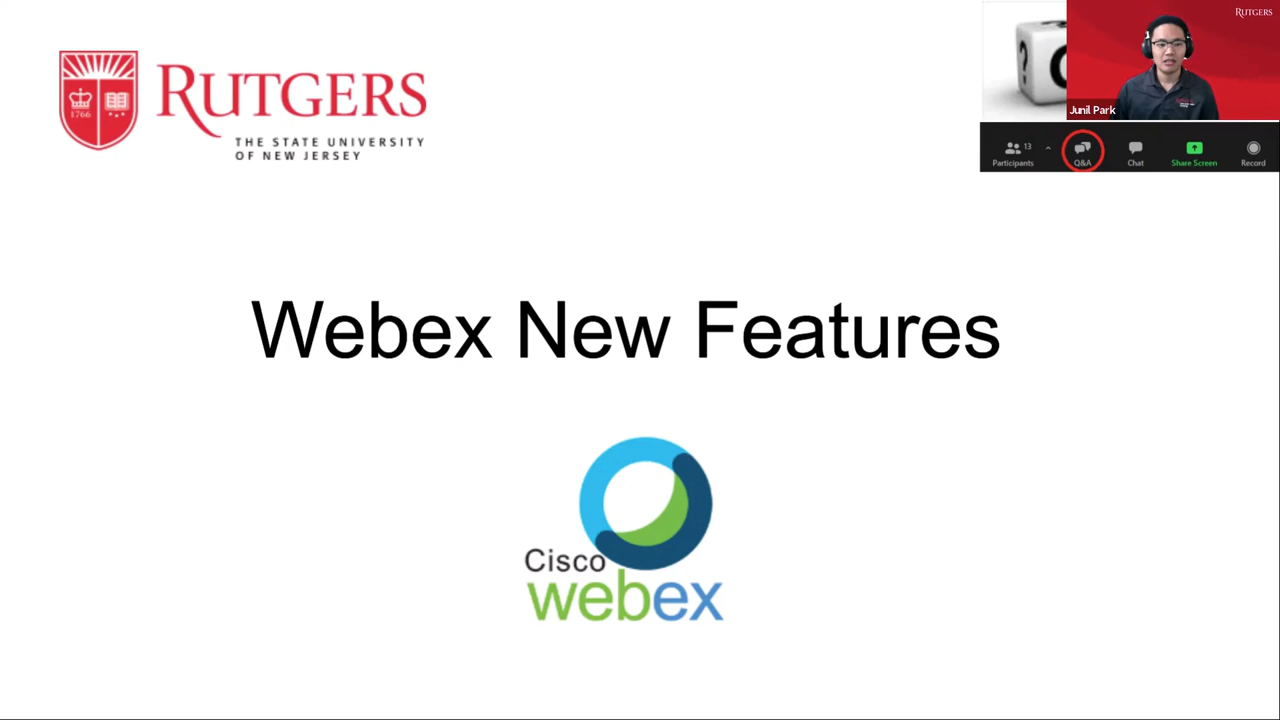 RUTGERS
THE STATE UNIVERSITY
OF NEW JERSEY
1766
?
RUTGERS
Junil Park
13
Participants
Q&A
Chat
Share Screen
Record
Webex New Features
Cisco
webex